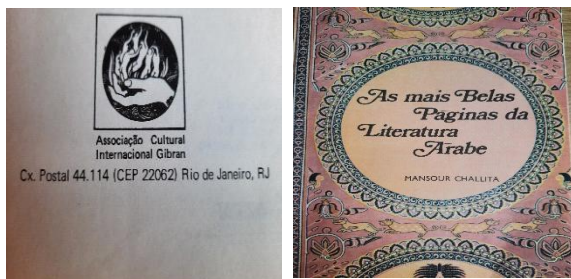 Associação Cultural
Internacional Gibran
Cx. Postal 44.114 (CEP 22062) Rio de Janeiro, RJ
As mais Belas
Páginas da
Literatura
Árabe
MANSOUR CHALLITA